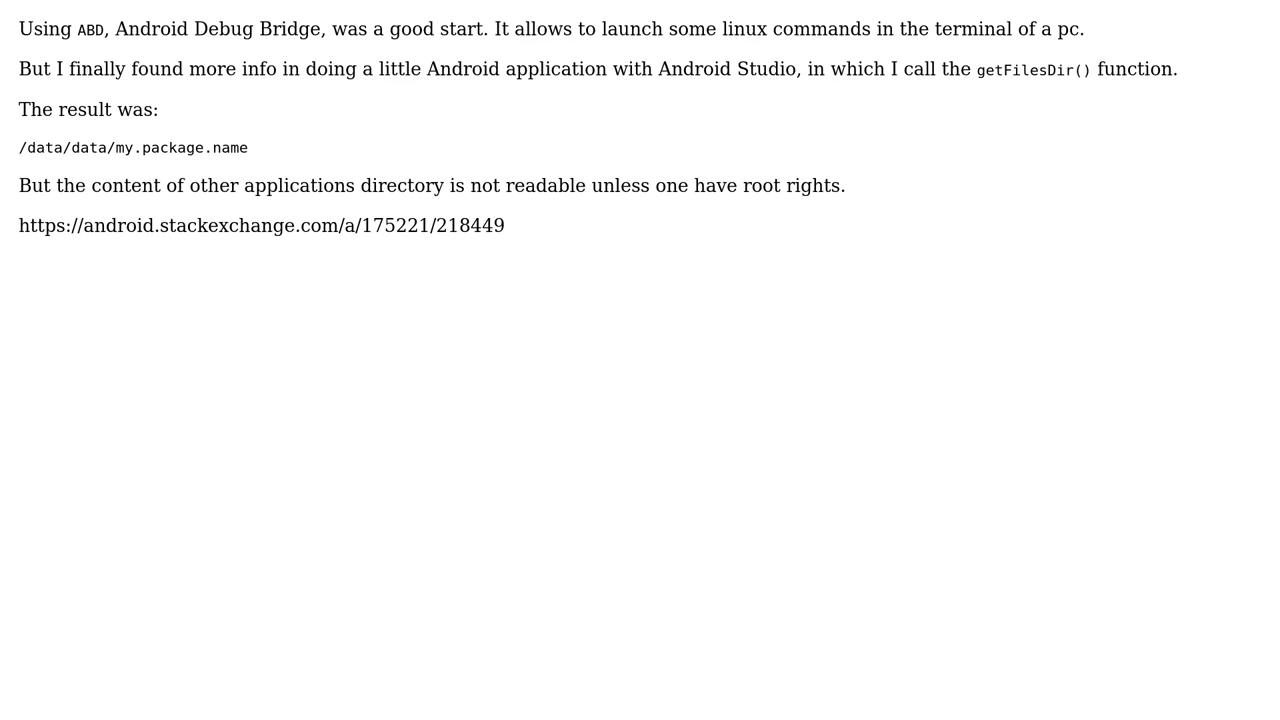 Using ABD, Android Debug Bridge, was a good start. It allows to launch some linux commands in the terminal of a pc.
But I finally found more info in doing a little Android application with Android Studio, in which I call the getFilesDir() function.
The result was:
/data/data/my.package.name
But the content of other applications directory is not readable unless one have root rights.
https://android.stackexchange.com/a/175221/218449